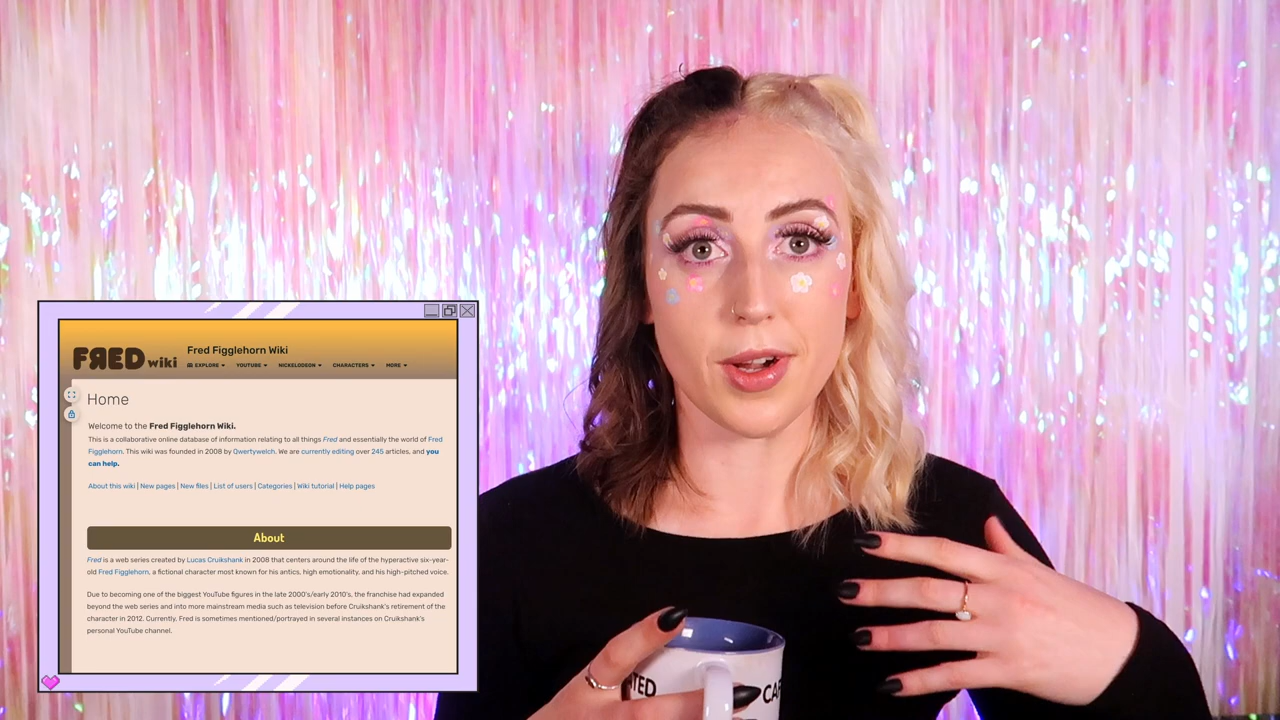 FRED wiki
Fred Figglehorn Wiki
EXPLORE
YOUTUBE
NICKELODEON
CHARACTERS
MORE
Home
Welcome to the Fred Figglehorn Wiki.
This is a collaborative online database of information relating to all things Fred and essentially the world of Fred
Figglehorn. This wiki was founded in 2008 by Qwertywelch. We are currently editing over 245 articles, and you
can help.
About this wiki | New pages | New files | List of users | Categories | Wiki tutorial | Help pages
About
Fred is a web series created by Lucas Cruikshank in 2008 that centers around the life of the hyperactive six-year-
old Fred Figglehorn, a fictional character most known for his antics, high emotionality, and his high-pitched voice.
Due to becoming one of the biggest YouTube figures in the late 2000's/early 2010's, the franchise had expanded
beyond the web series and into more mainstream media such as television before Cruikshank's retirement of the
character in 2012. Currently, Fred is sometimes mentioned/portrayed in several instances on Cruikshank's
personal YouTube channel.